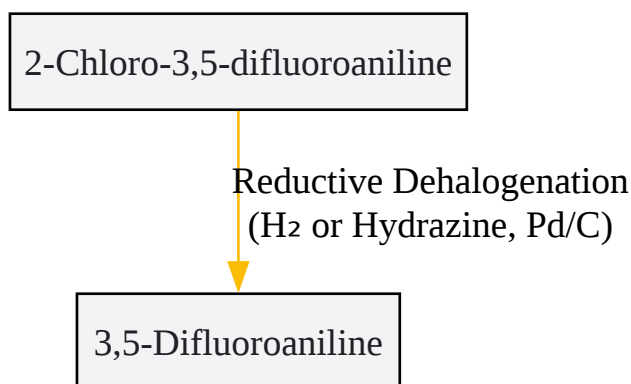 2-Chloro-3,5-difluoroaniline
Reductive Dehalogenation
(H₂ or Hydrazine, Pd/C)
3,5-Difluoroaniline